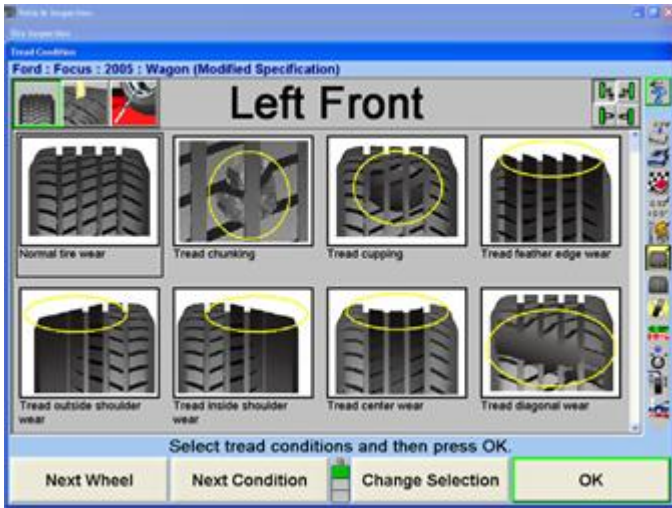 Tire Inspection
Tread Condition
Ford : Focus : 2005 : Wagon (Modified Specification)
Left Front
Normal tire wear
Tread chunking
Tread cupping
Tread feather edge wear
Tread outside shoulder
wear
Tread inside shoulder
wear
Tread center wear
Tread diagonal wear
Select tread conditions and then press OK.
Next Wheel
Next Condition
Change Selection
OK